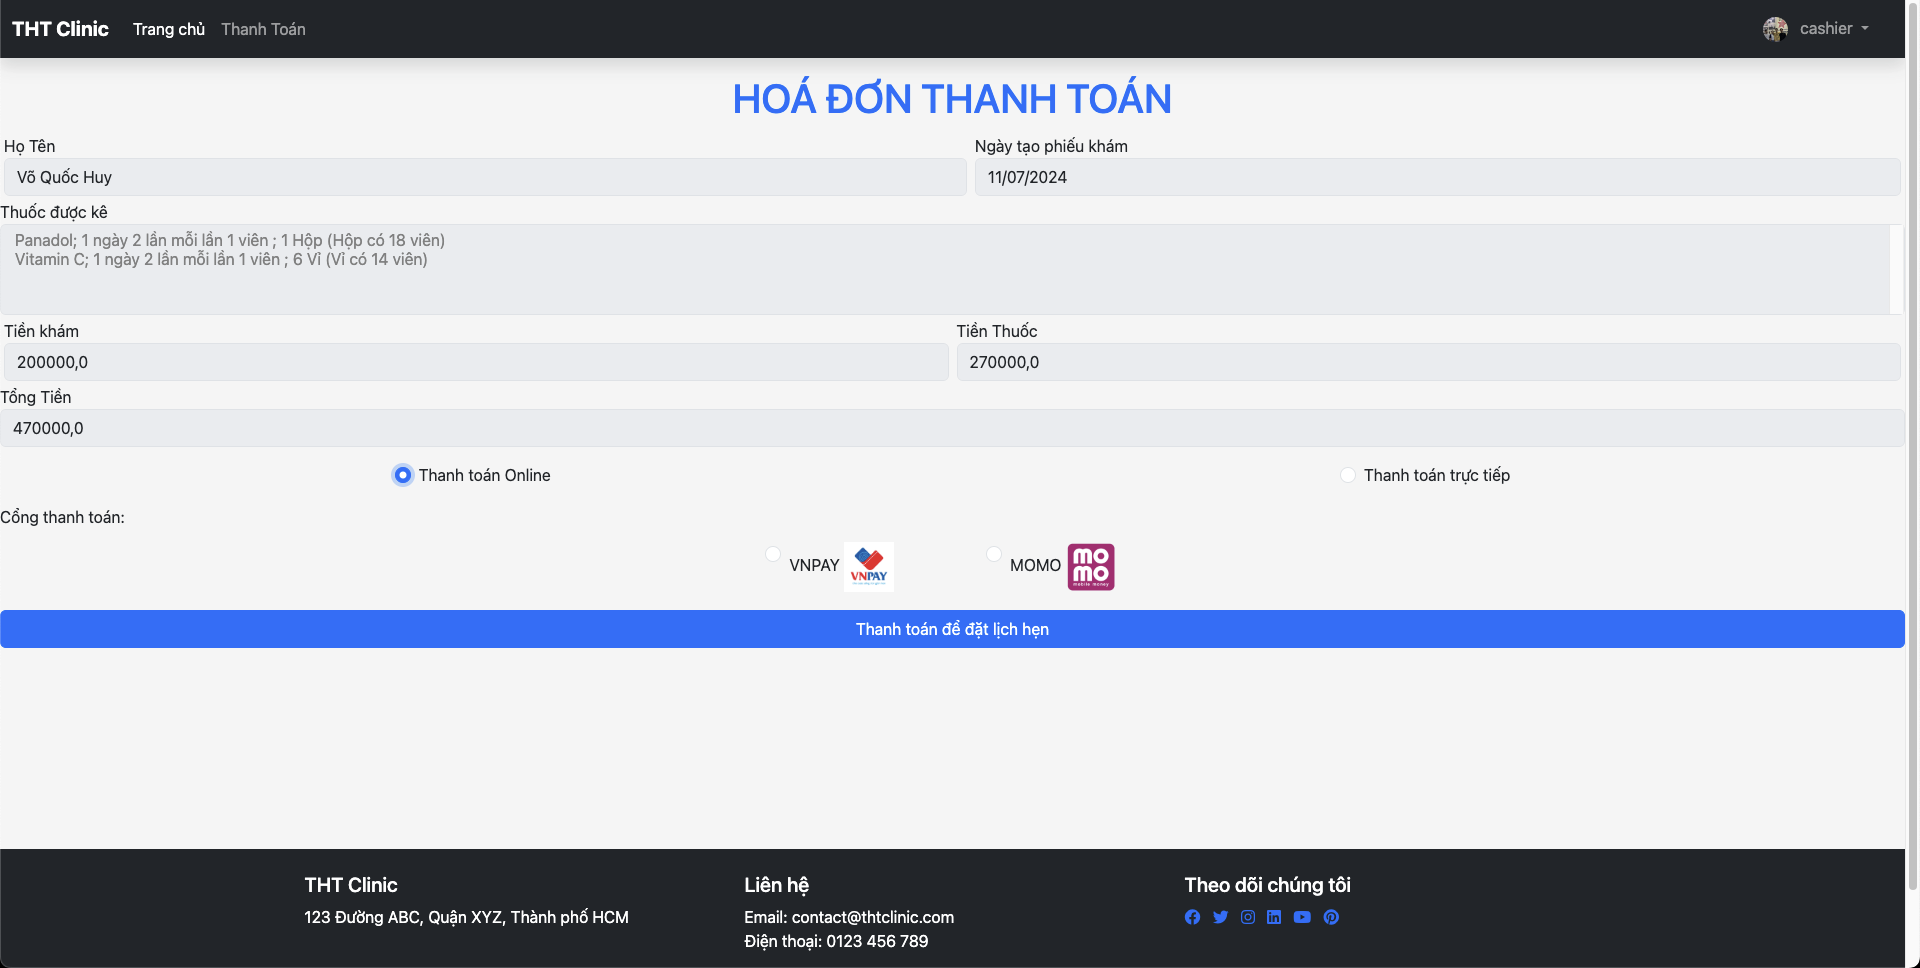 THT Clinic Trang chủ Thanh Toán cashier
HOÁ ĐƠN THANH TOÁN
Họ Tên
Võ Quốc Huy
Ngày tạo phiếu khám
11/07/2024
Thuốc được kê
Panadol; 1 ngày 2 lần mỗi lần 1 viên ; 1 Hộp (Hộp có 18 viên)
Vitamin C; 1 ngày 2 lần mỗi lần 1 viên ; 6 Vỉ (Vỉ có 14 viên)
Tiền khám
200000,0
Tiền Thuốc
270000,0
Tổng Tiền
470000,0
Thanh toán Online
Thanh toán trực tiếp
Cổng thanh toán:
VNPAY
VNPAY
MOMO
mo
mo
mobile money
Thanh toán để đặt lịch hẹn
THT Clinic
123 Đường ABC, Quận XYZ, Thành phố HCM
Liên hệ
Email: contact@thtclinic.com
Điện thoại: 0123 456 789
Theo dõi chúng tôi